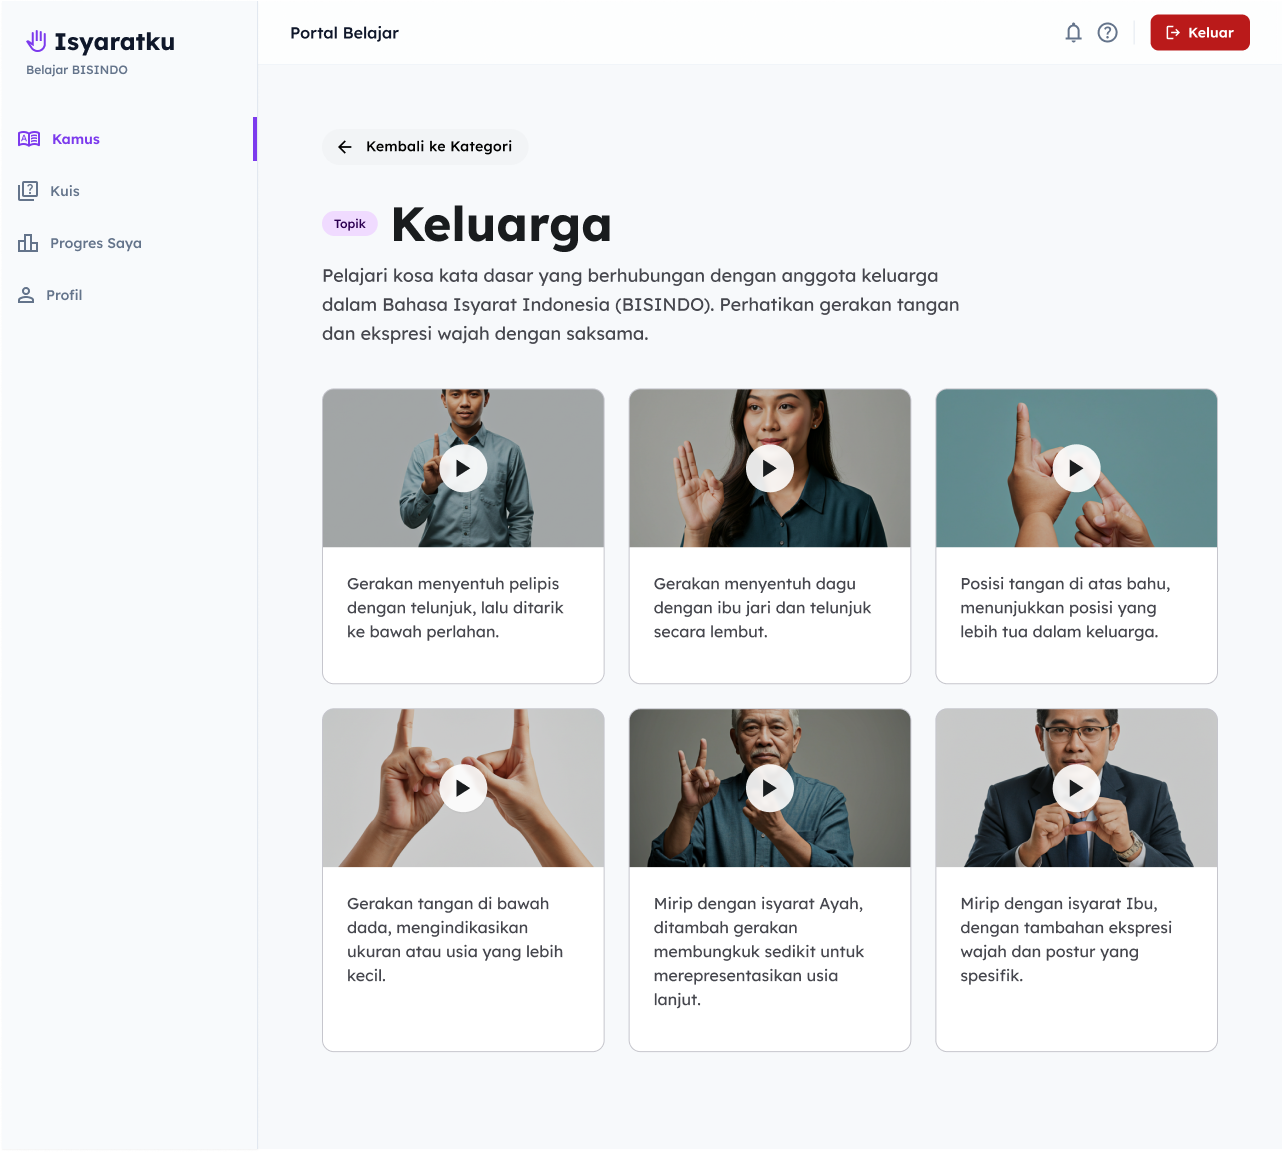 Isyaratku
Belajar BISINDO
Kamus
Kuis
Progres Saya
Profil
Portal Belajar
Keluar
Kembali ke Kategori
Topik
Keluarga
Pelajari kosa kata dasar yang berhubungan dengan anggota keluarga
dalam Bahasa Isyarat Indonesia (BISINDO). Perhatikan gerakan tangan
dan ekspresi wajah dengan saksama.
Gerakan menyentuh pelipis
dengan telunjuk, lalu ditarik
ke bawah perlahan.
Gerakan menyentuh dagu
dengan ibu jari dan telunjuk
secara lembut.
Posisi tangan di atas bahu,
menunjukkan posisi yang
lebih tua dalam keluarga.
Gerakan tangan di bawah
dada, mengindikasikan
ukuran atau usia yang lebih
kecil.
Mirip dengan isyarat Ayah,
ditambah gerakan
membungkuk sedikit untuk
merepresentasikan usia
lanjut.
Mirip dengan isyarat Ibu,
dengan tambahan ekspresi
wajah dan postur yang
spesifik.